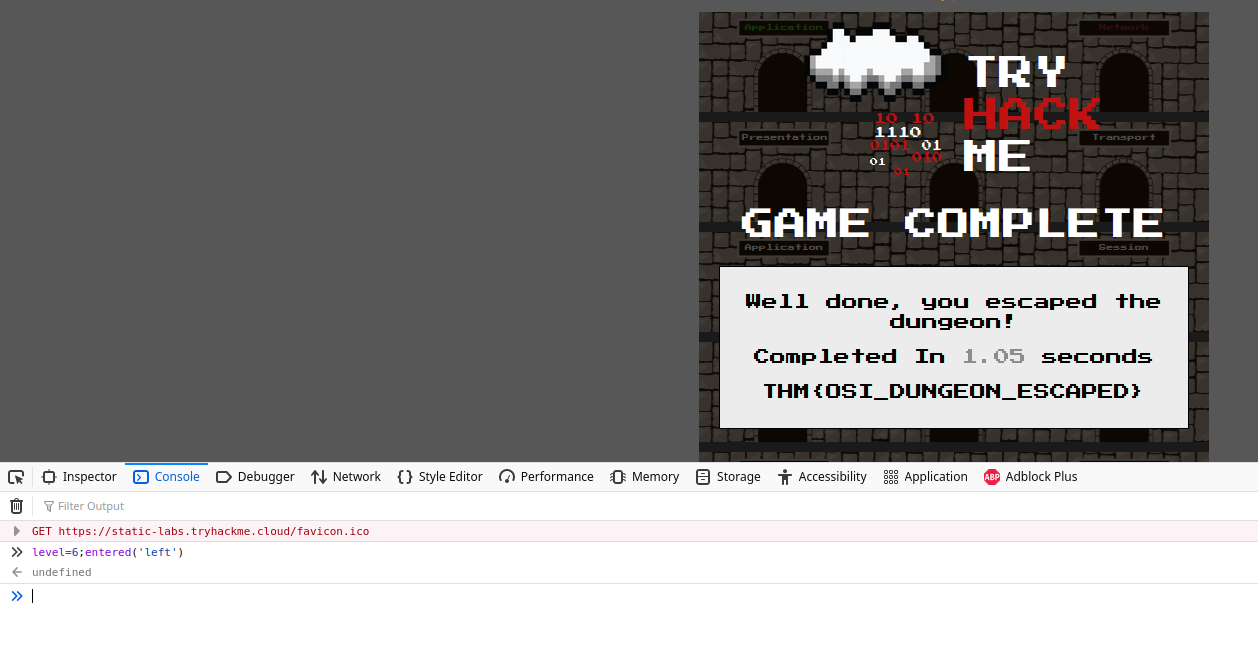 Application
Network
TRY
HACK
ME
10 10
1110
0101 01
01 010
01
Presentation
Transport
GAME COMPLETE
Application
Session
Well done, you escaped the
dungeon!
Completed In 1.05 seconds
THM{OSI_DUNGEON_ESCAPED}
Inspector
Console
Debugger
Network
Style Editor
Performance
Memory
Storage
Accessibility
Application
ABP Adblock Plus
Filter Output
GET https://static-labs.tryhackme.cloud/favicon.ico
level=6;entered('left')
undefined